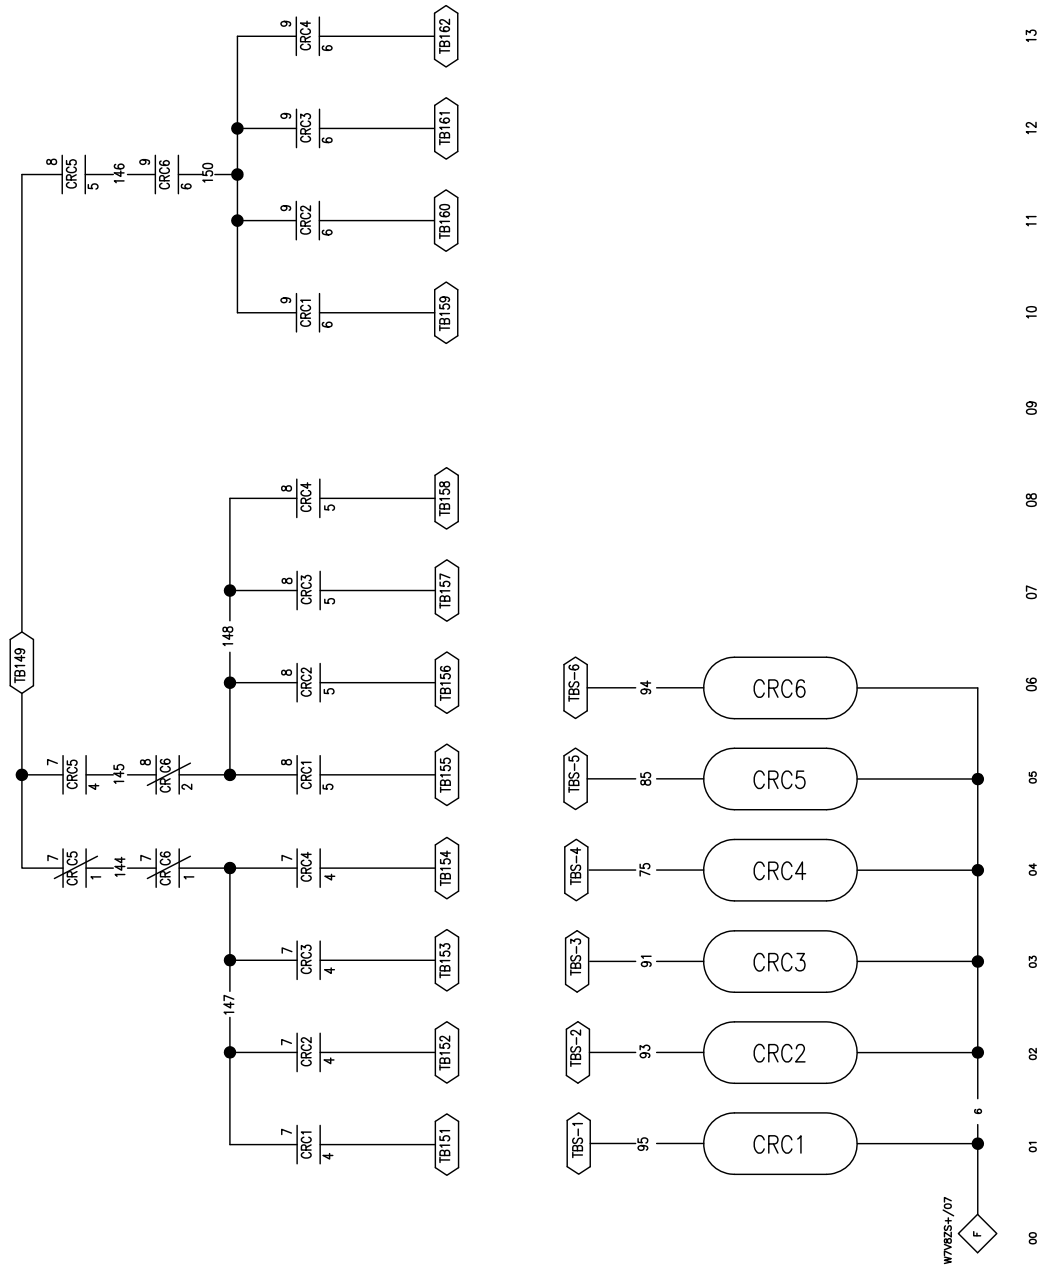 9
CRC4
6
TB162
9
CRC3
6
TB161
8
CRC5
5
146
9
CRC6
6
150
9
CRC2
6
TB160
9
CRC1
6
TB159
8
CRC4
5
TB158
8
CRC3
5
TB157
148
TB149
8
CRC2
5
TB156
7
CRC5
4
145
8
CRC6
2
8
CRC1
5
TB155
7
CRC5
1
144
7
CRC6
1
7
CRC4
4
TB154
7
CRC3
4
TB153
147
7
CRC2
4
TB152
7
CRC1
4
TB151
TBS-6
94
CRC6
TBS-5
85
CRC5
TBS-4
75
CRC4
TBS-3
91
CRC3
TBS-2
93
CRC2
TBS-1
95
CRC1
6
W7V8ZS+/07
F
13
12
11
10
09
08
07
06
05
04
03
02
01
00